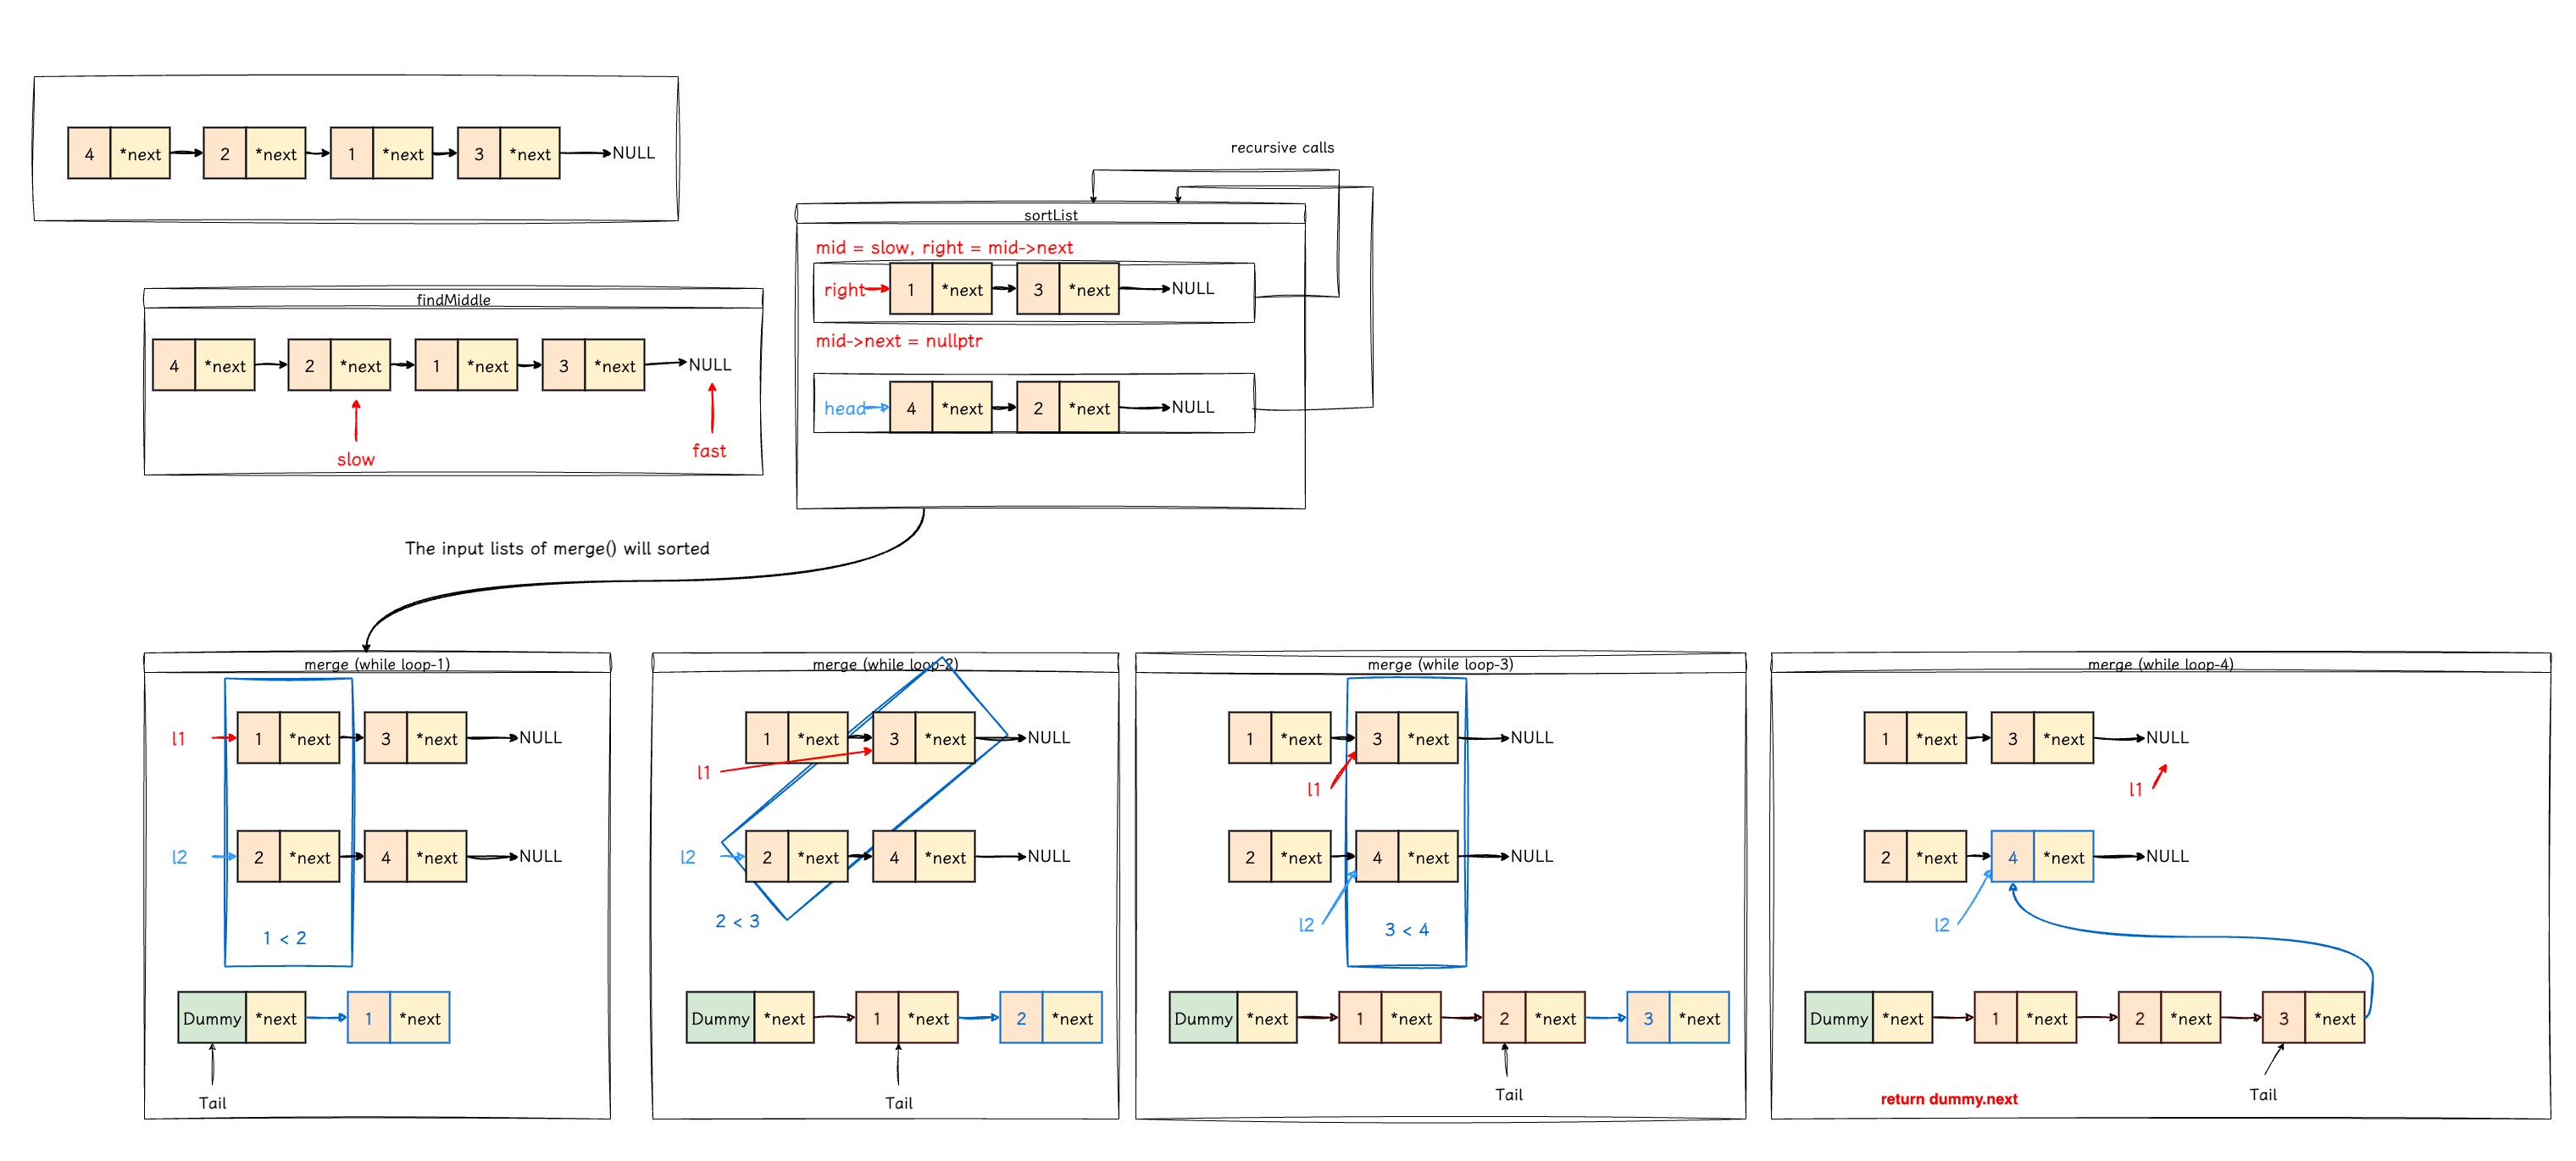 4 *next 2 *next 1 *next 3 *next NULL
findMiddle
4 *next 2 *next 1 *next 3 *next NULL
slow
fast
recursive calls
sortList
mid = slow, right = mid->next
right 1 *next 3 *next NULL
mid->next = nullptr
head 4 *next 2 *next NULL
The input lists of merge() will sorted
merge (while loop-1)
l1 1 *next 3 *next NULL
l2 2 *next 4 *next NULL
1 < 2
Dummy *next 1 *next
Tail
merge (while loop-2)
1 *next 3 *next NULL
l1
l2 2 *next 4 *next NULL
2 < 3
Dummy *next 1 *next 2 *next
Tail
merge (while loop-3)
1 *next 3 *next NULL
l1
2 *next 4 *next NULL
l2
3 < 4
Dummy *next 1 *next 2 *next 3 *next
Tail
merge (while loop-4)
1 *next 3 *next NULL
l1
2 *next 4 *next NULL
l2
Dummy *next 1 *next 2 *next 3 *next
return dummy.next
Tail